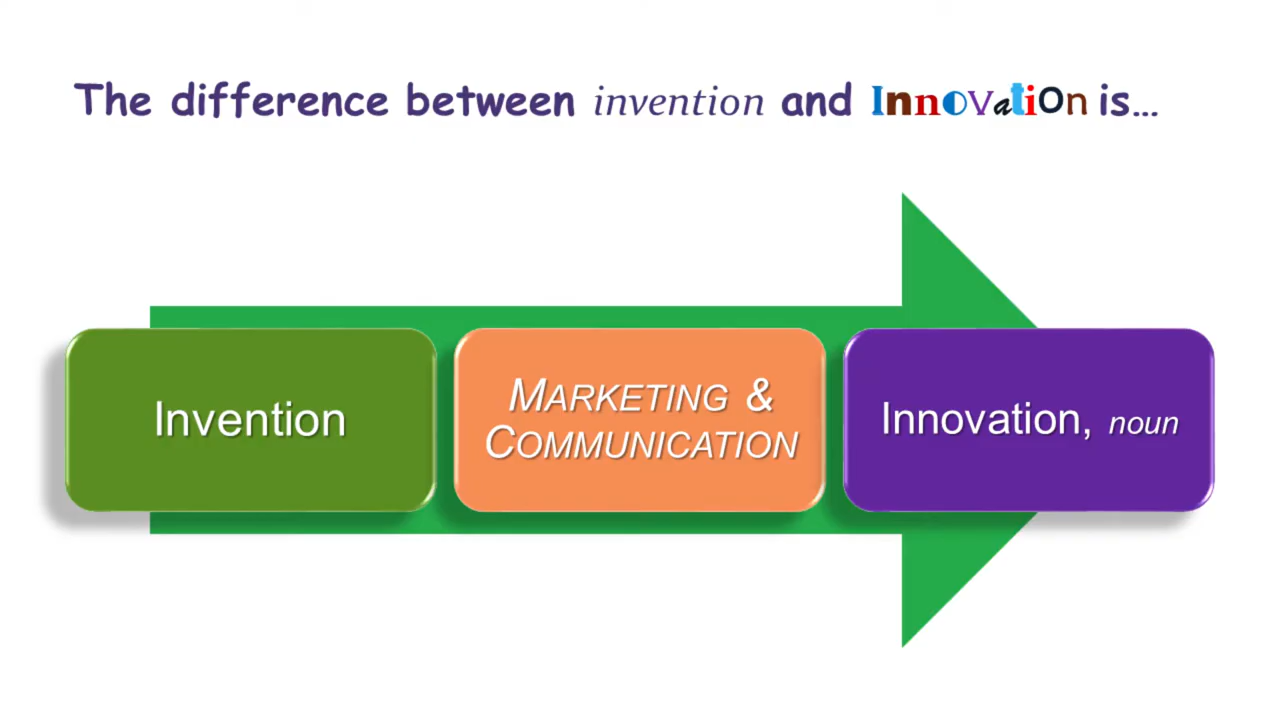 The difference between invention and InnOVatiOn is…
Invention
MARKETING &
COMMUNICATION
Innovation, noun